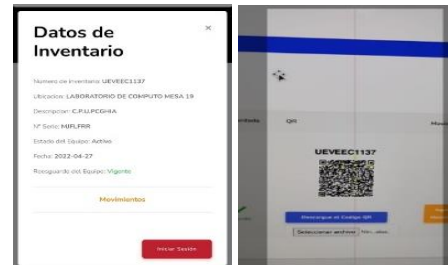 Datos de
Inventario
×
Numero de Inventario: UEVEEC1137
Ubicacion: LABORATORIO DE COMPUTO MESA 19
Descripcion: C.P.U.PCGHIA
N° Serie: MJFLFRR
Estado del Equipo: Activo
Fecha: 2022-04-27
Resguardo del Equipo: Vigente
Movimientos
Iniciar Sesión
QR
UEVEEC1137
Descargue el Codigo QR
Seleccionar archivo